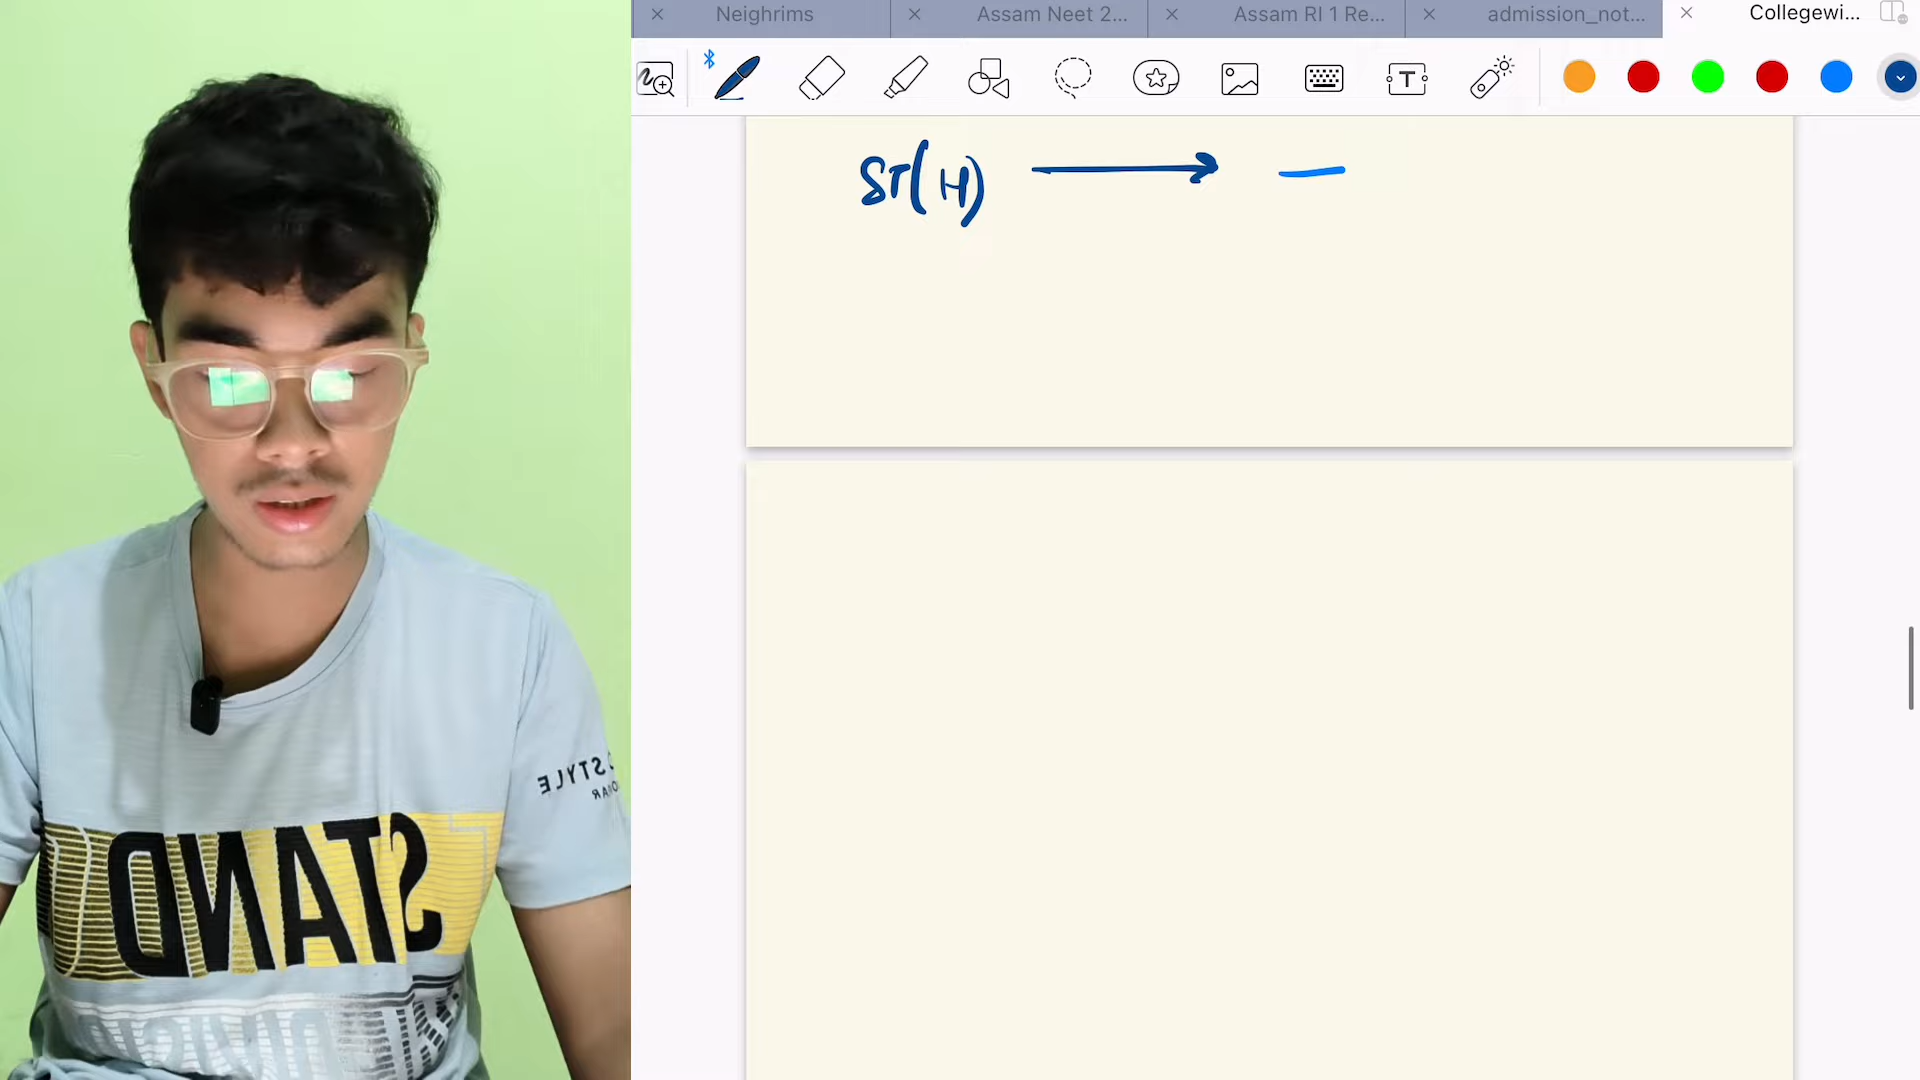 Neighrims
Assam Neet 2...
Assam RI 1 Re...
admission_not...
Collegewi...
T
ST(H) → —
STYLE
STAND